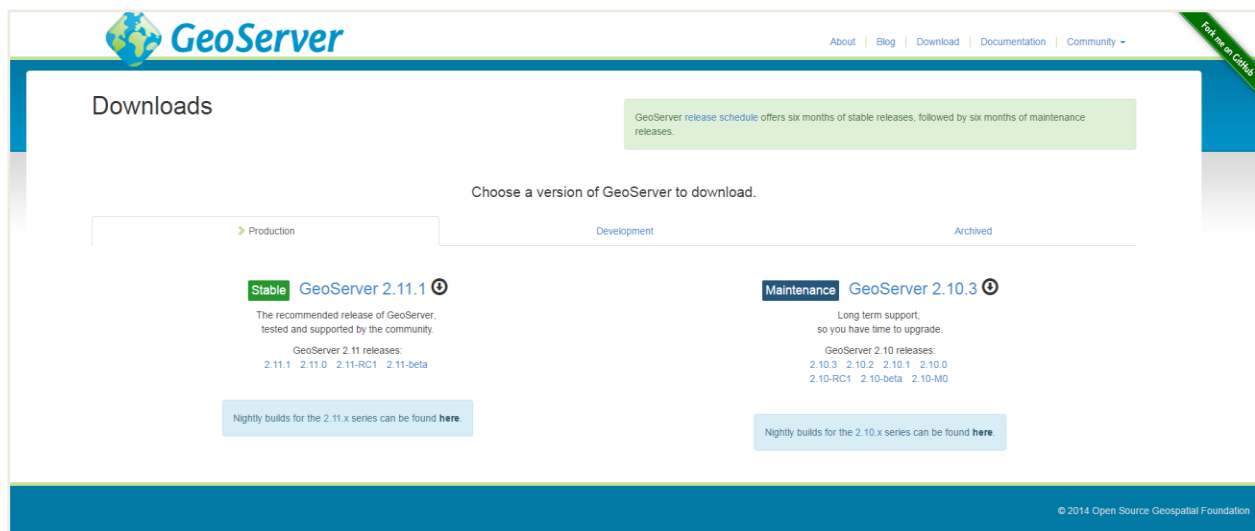 GeoServer
About | Blog | Download | Documentation | Community
Fork me on GitHub
Downloads
GeoServer release schedule offers six months of stable releases, followed by six months of maintenance
releases.
Choose a version of GeoServer to download.
Production
Development
Archived
Stable GeoServer 2.11.1
The recommended release of GeoServer,
tested and supported by the community.
GeoServer 2.11 releases:
2.11.1 2.11.0 2.11-RC1 2.11-beta
Nightly builds for the 2.11.x series can be found here.
Maintenance GeoServer 2.10.3
Long term support,
so you have time to upgrade.
GeoServer 2.10 releases:
2.10.3 2.10.2 2.10.1 2.10.0
2.10-RC1 2.10-beta 2.10-M0
Nightly builds for the 2.10.x series can be found here.
© 2014 Open Source Geospatial Foundation